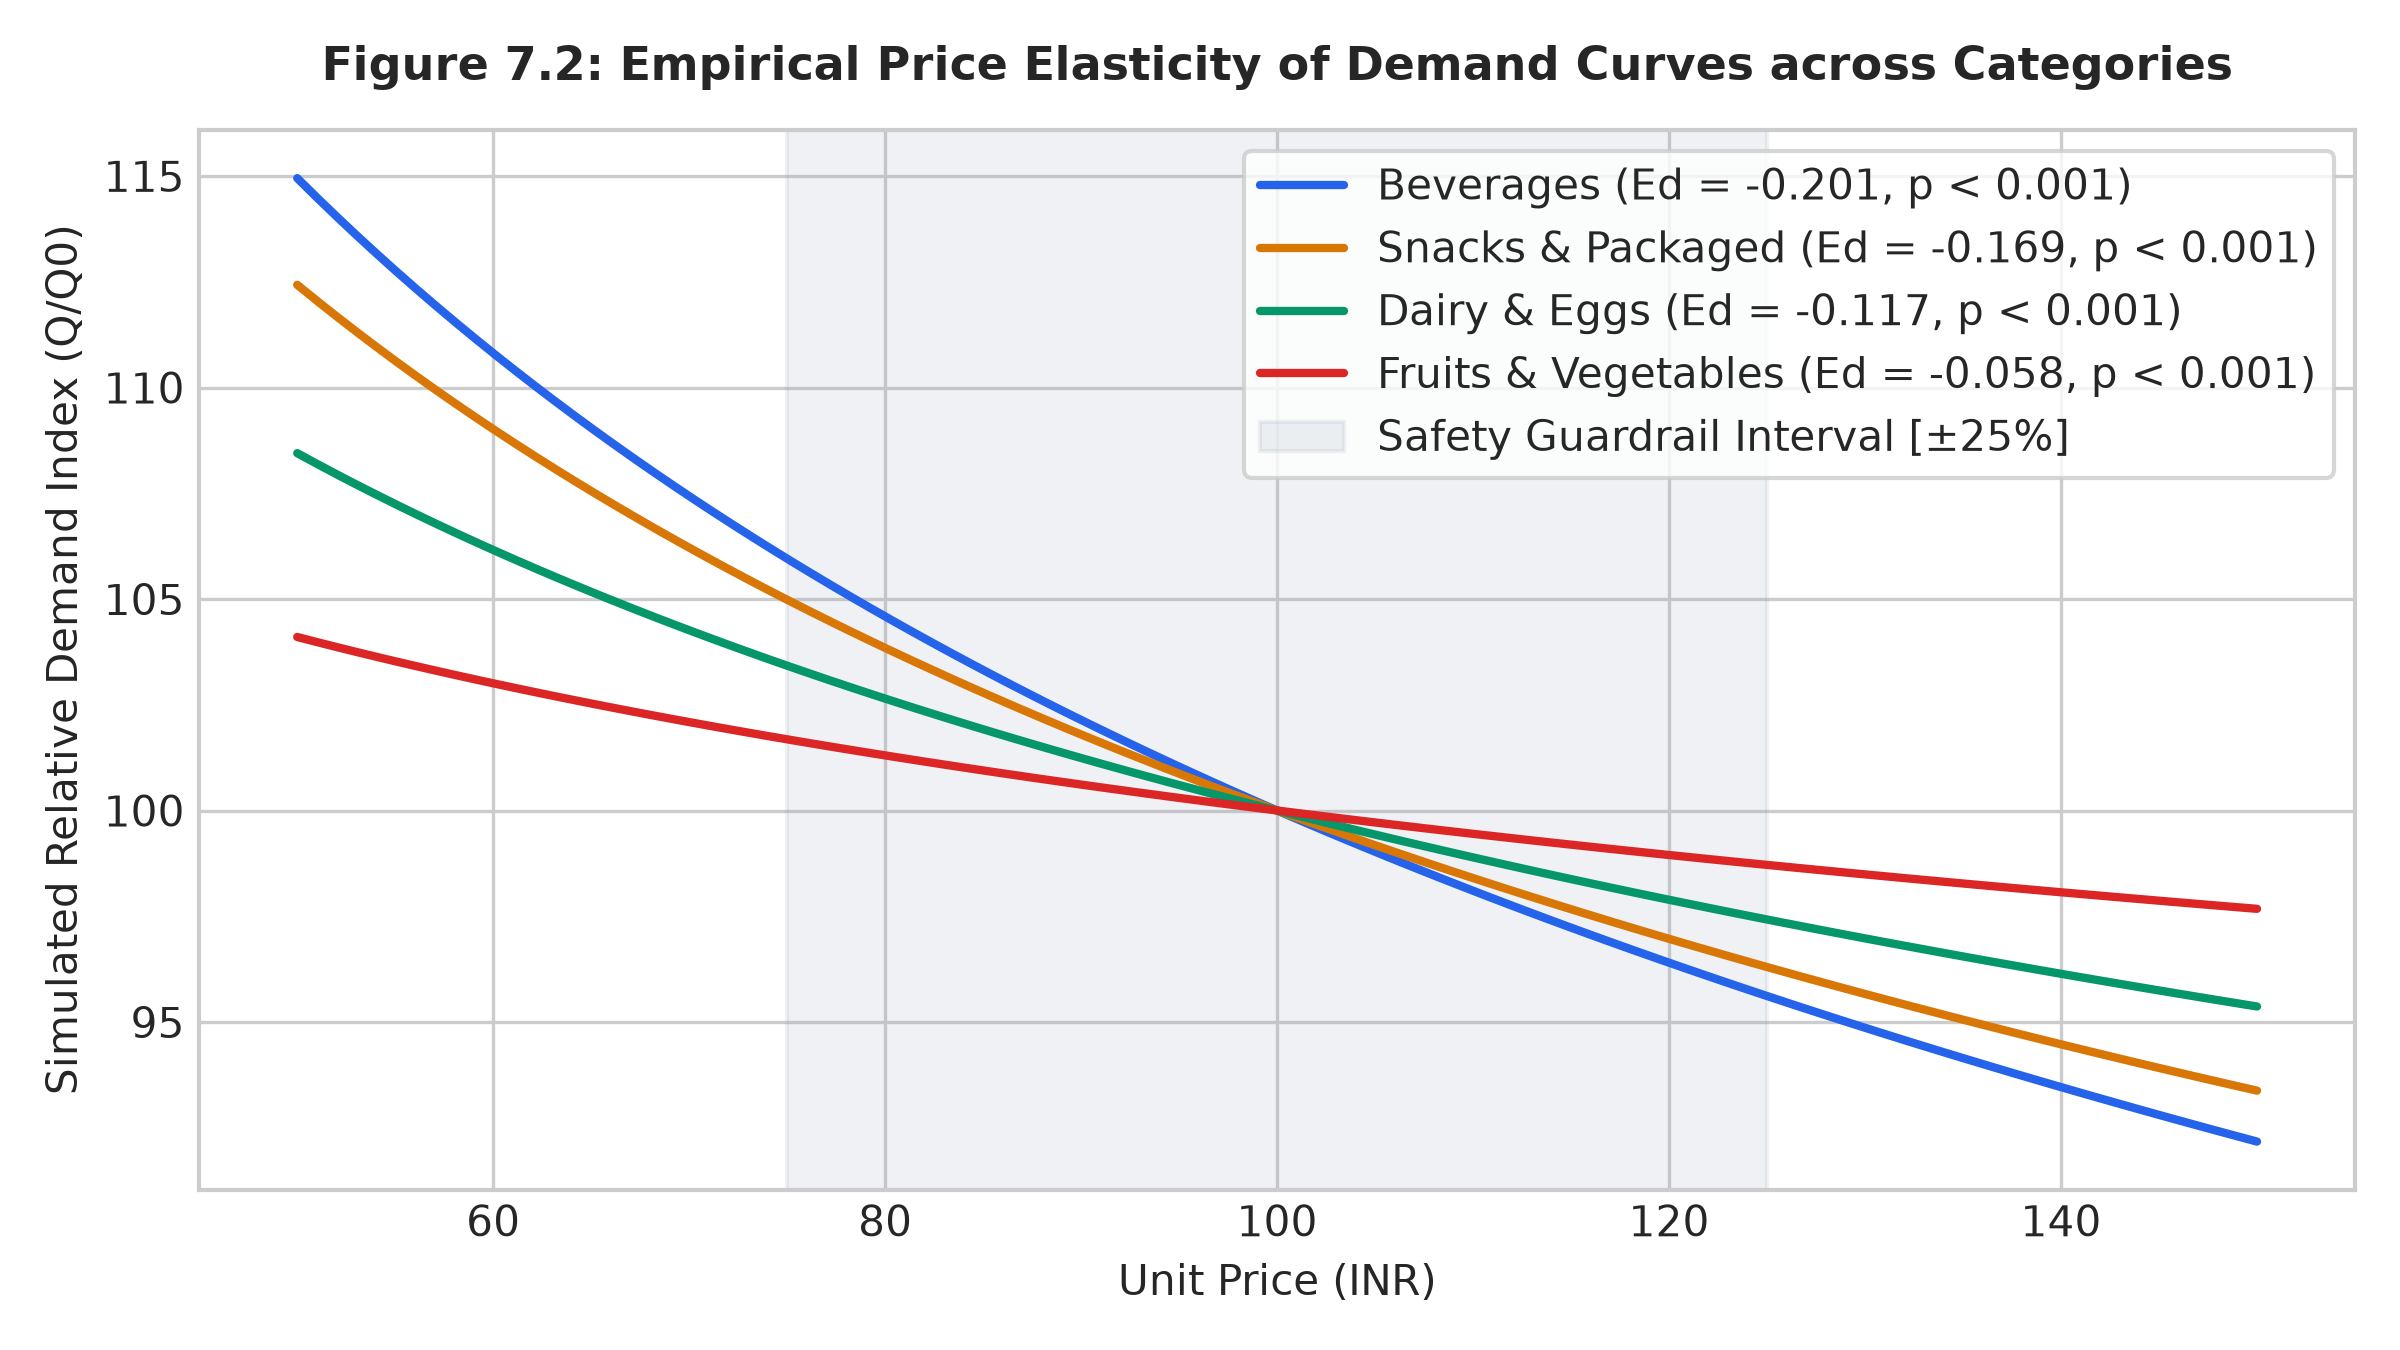 Figure 7.2: Empirical Price Elasticity of Demand Curves across Categories
Simulated Relative Demand Index (Q/Q0)
115
110
105
100
95
Beverages (Ed = -0.201, p < 0.001)
Snacks & Packaged (Ed = -0.169, p < 0.001)
Dairy & Eggs (Ed = -0.117, p < 0.001)
Fruits & Vegetables (Ed = -0.058, p < 0.001)
Safety Guardrail Interval [±25%]
60 80 100 120 140
Unit Price (INR)